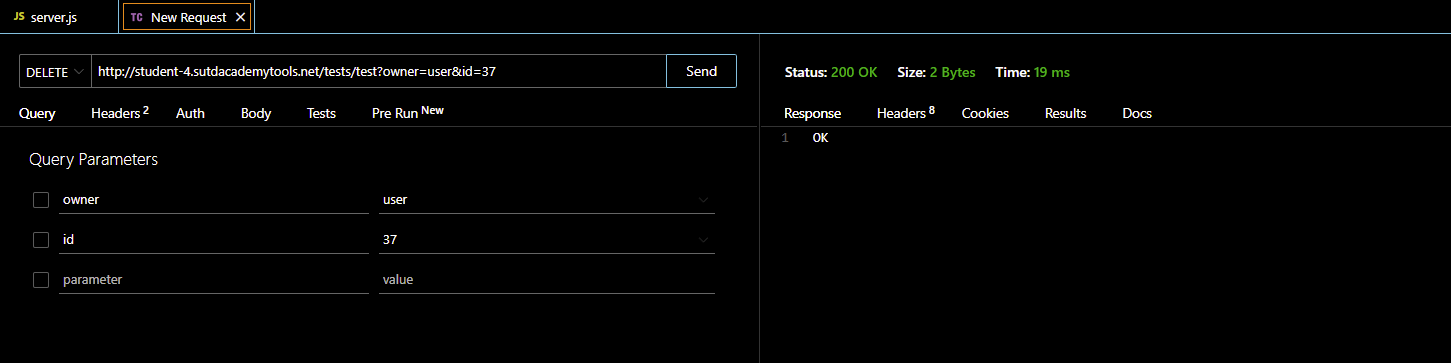 JS server.js TC New Request ✕
DELETE http://student-4.sutdacademytools.net/tests/test?owner=user&id=37 Send
Status: 200 OK Size: 2 Bytes Time: 19 ms
Query Headers 2 Auth Body Tests Pre Run New
Response Headers 8 Cookies Results Docs
1 OK
Query Parameters
owner user
id 37
parameter value